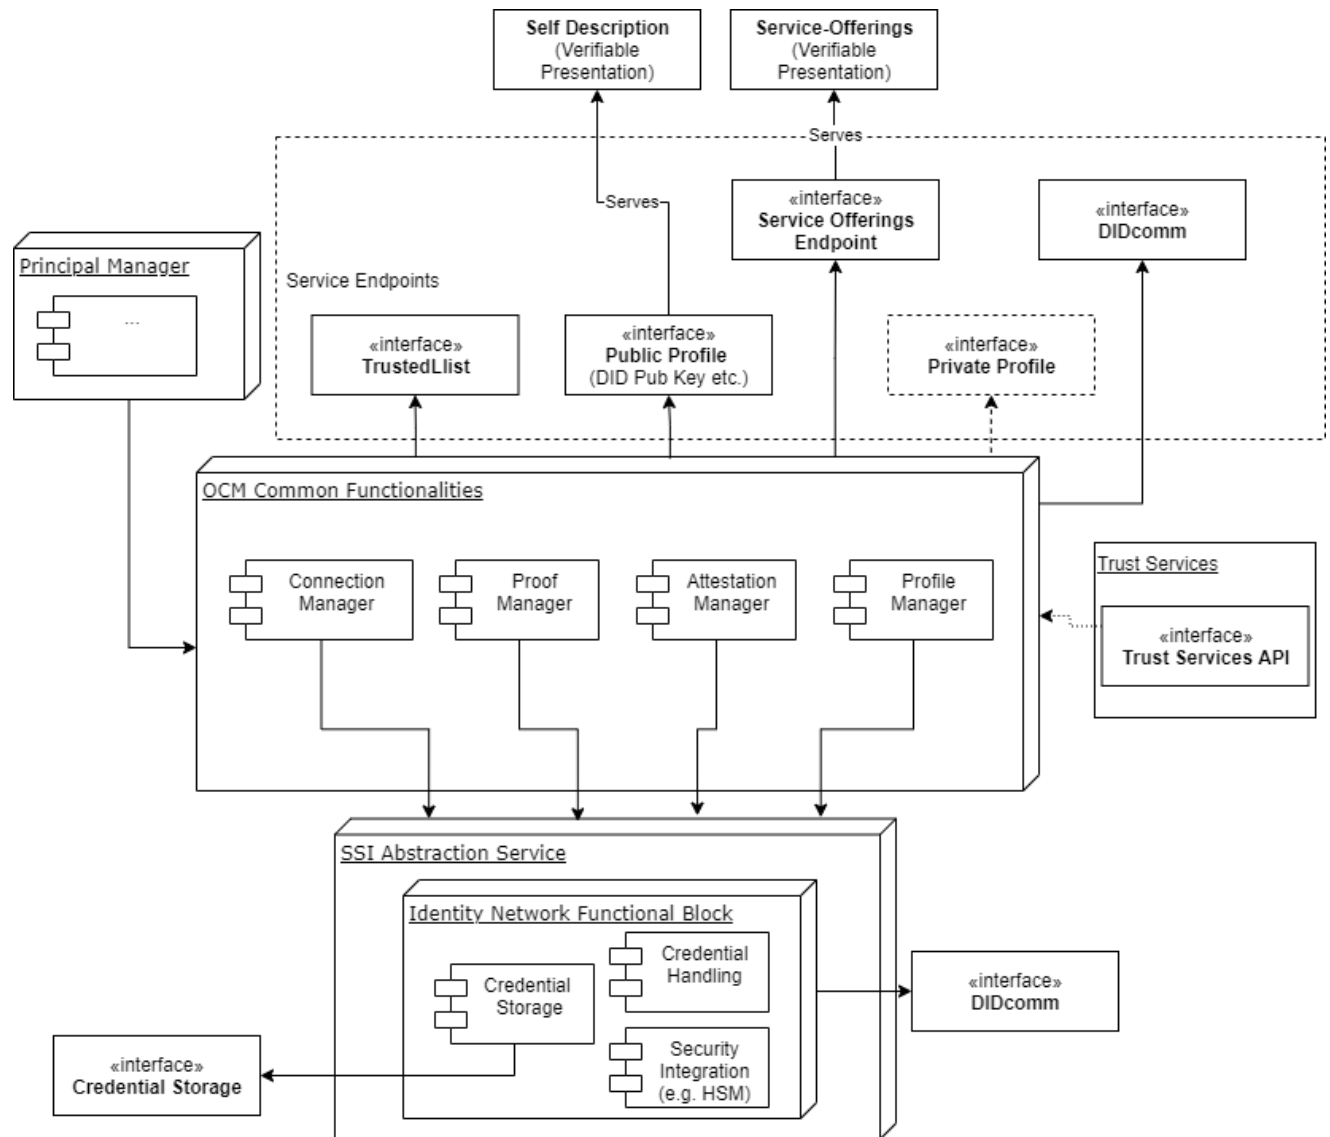 Self Description
(Verifiable
Presentation)
Service-Offerings
(Verifiable
Presentation)
Serves
Serves
«interface»
Service Offerings
Endpoint
«interface»
DIDcomm
Principal Manager
...
Service Endpoints
«interface»
TrustedLlist
«interface»
Public Profile
(DID Pub Key etc.)
«interface»
Private Profile
OCM Common Functionalities
Connection
Manager
Proof
Manager
Attestation
Manager
Profile
Manager
Trust Services
«interface»
Trust Services API
SSI Abstraction Service
Identity Network Functional Block
Credential
Storage
Credential
Handling
Security
Integration
(e.g. HSM)
«interface»
DIDcomm
«interface»
Credential Storage